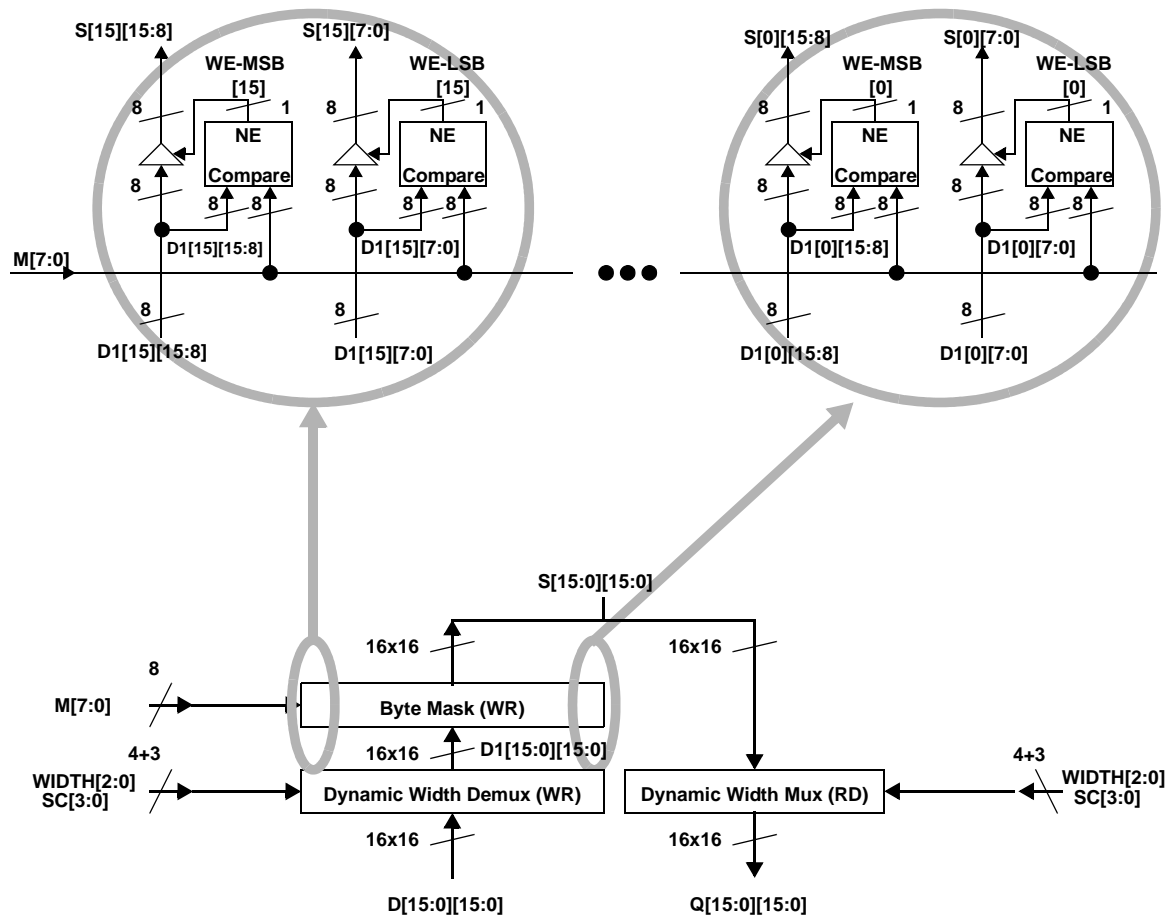 S[15][15:8]
S[15][7:0]
S[0][15:8]
S[0][7:0]
WE-MSB
[15]
WE-LSB
[15]
WE-MSB
[0]
WE-LSB
[0]
8
1
8
1
8
1
8
1
NE
NE
NE
NE
Compare
Compare
Compare
Compare
8
8
8
8
8
8
8
8
8
8
8
8
D1[15][15:8]
D1[15][7:0]
D1[0][15:8]
D1[0][7:0]
M[7:0]
8
8
8
8
D1[15][15:8]
D1[15][7:0]
D1[0][15:8]
D1[0][7:0]
S[15:0][15:0]
16x16
16x16
8
M[7:0]
Byte Mask (WR)
16x16
D1[15:0][15:0]
4+3
4+3
WIDTH[2:0]
SC[3:0]
Dynamic Width Demux (WR)
Dynamic Width Mux (RD)
WIDTH[2:0]
SC[3:0]
16x16
16x16
D[15:0][15:0]
Q[15:0][15:0]